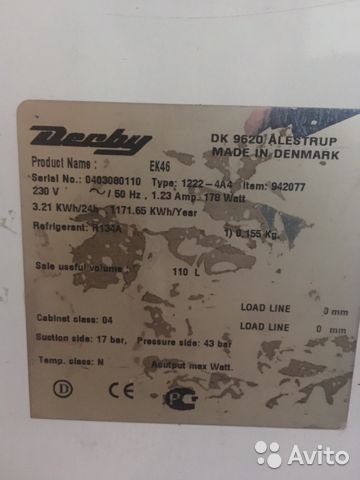 Derby
DK 9620 ÅLESTRUP
MADE IN DENMARK
Product Name : EK46
Serial No.: 0403080110 Type: 1222-4A4 Item: 942077
230 V ~/ 50 Hz, 1.23 Amp. 178 Watt
3.21 KWh/24h 1171.65 KWh/Year
Refrigerant: R134A 1) 0,155 Kg.
Sale useful volume : 110 L
LOAD LINE 0 mm
Cabinet class: 04
LOAD LINE 0 mm
Suction side: 17 bar, Pressure side: 43 bar
Temp. class: N Acutput max Watt.
D CE РС
Avito